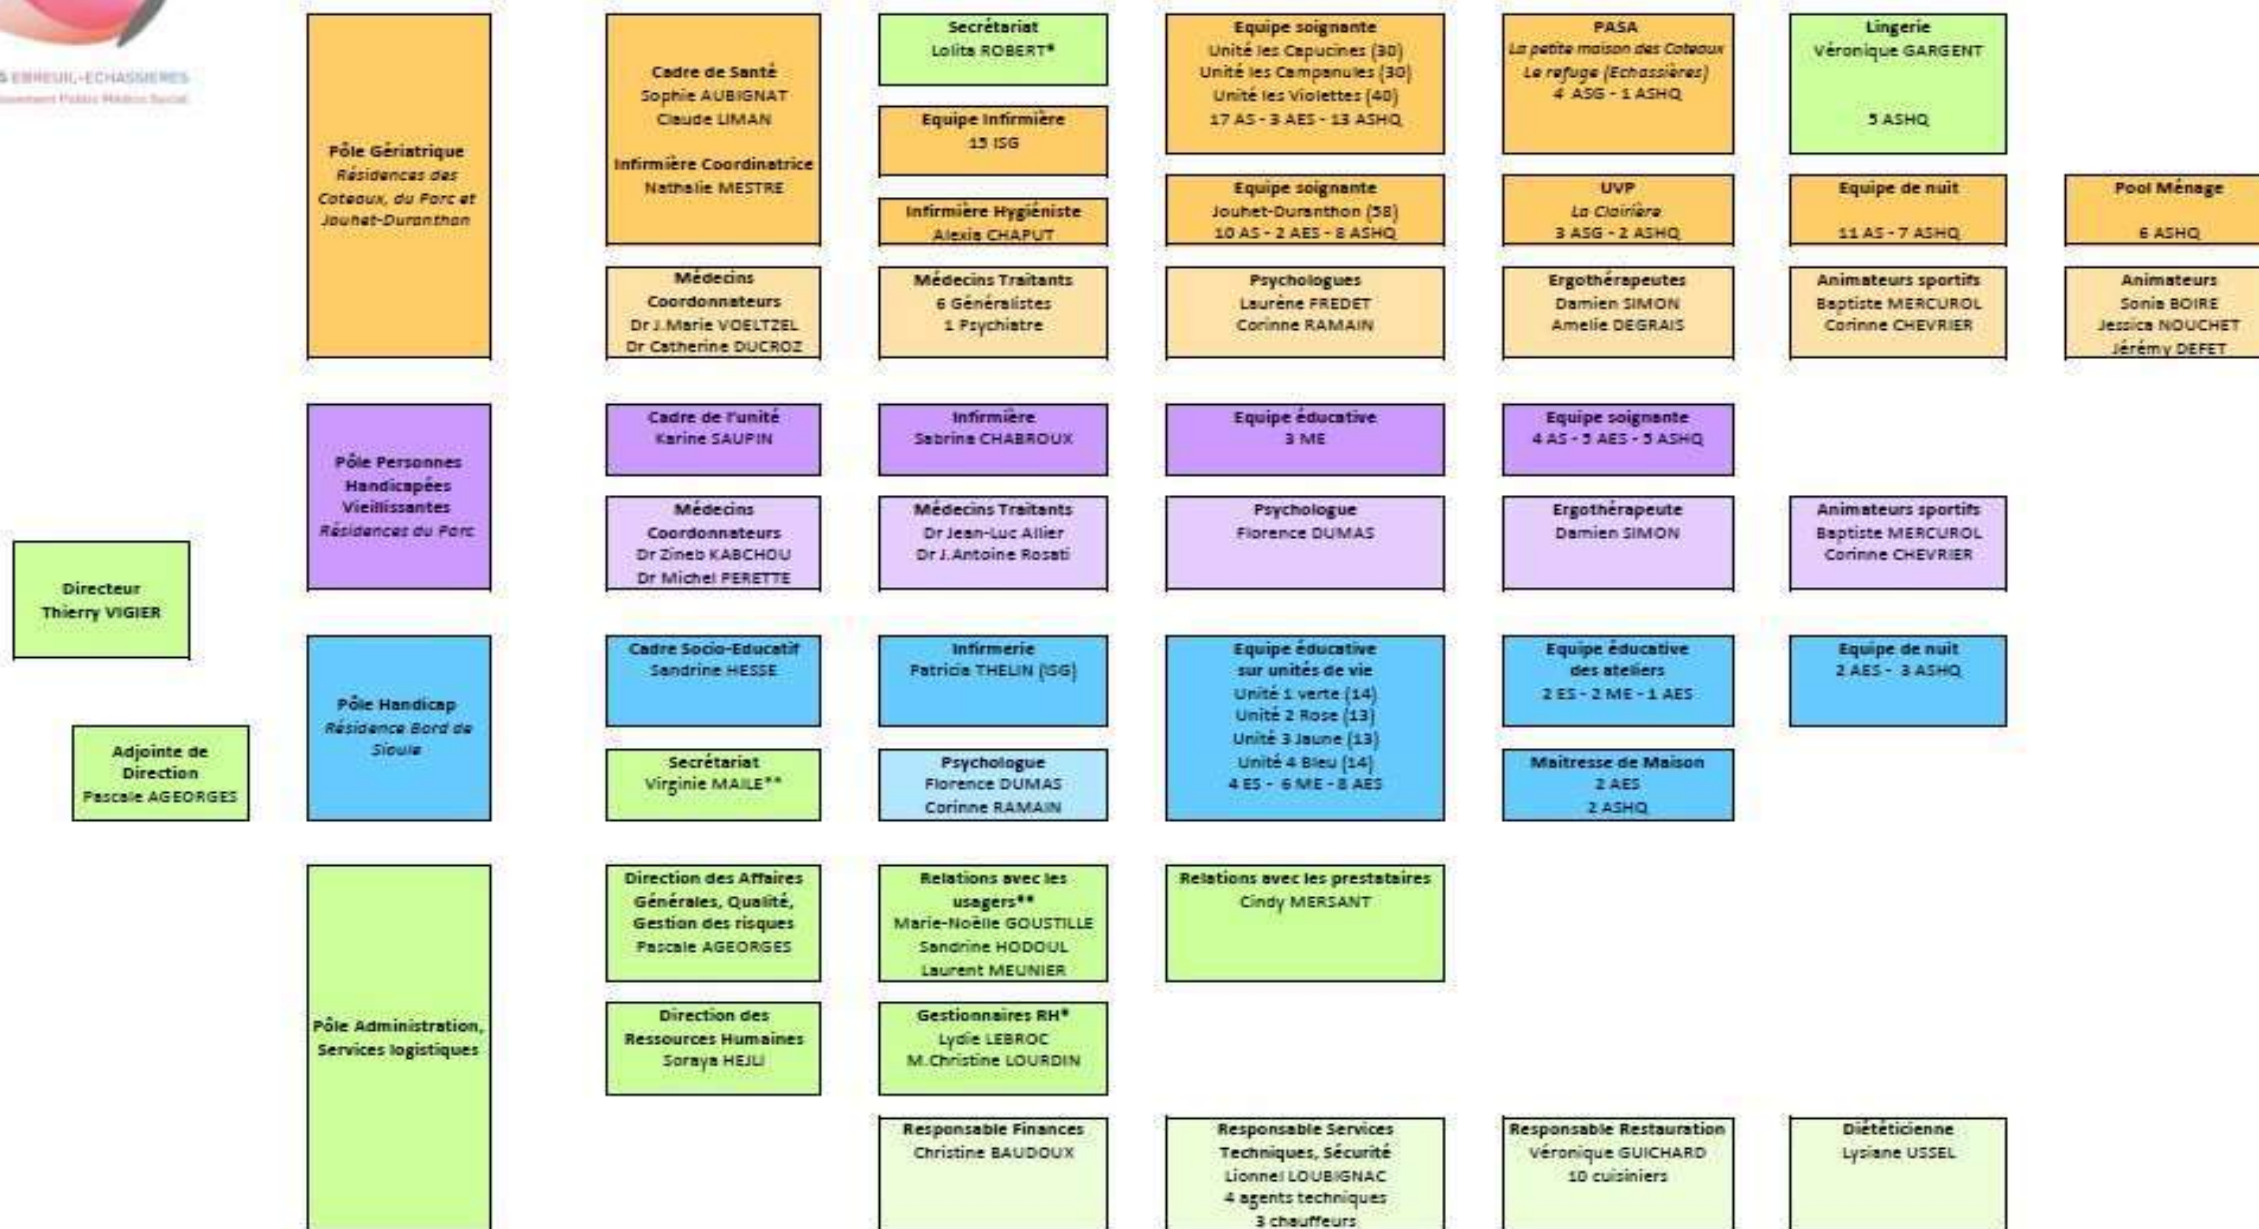 EBREUIL-ECHASSIERES
Directeur
Thierry VIGIER
Adjointe de
Direction
Pascale AGEORGES
Pôle Gériatrique
Résidences des
Coteaux, du Parc et
Jouhet-Duranthon
Cadre de Santé
Sophie AUBIGNAT
Claude LIMAN
Infirmière Coordinatrice
Nathalie MESTRE
Secrétariat
Lolita ROBERT*
Equipe Infirmière
15 ISG
Infirmière Hygiéniste
Alexia CHAPUT
Equipe soignante
Unité les Capucines (30)
Unité les Campanules (30)
Unité les Violettes (40)
17 AS - 3 AES - 13 ASHQ
Equipe soignante
Jouhet-Duranthon (58)
10 AS - 2 AES - 8 ASHQ
PASA
La petite maison des Coteaux
Le refuge (Echassières)
4 ASG - 1 ASHQ
UVP
La Clairière
3 ASG - 2 ASHQ
Lingerie
Véronique GARGENT
5 ASHQ
Equipe de nuit
11 AS - 7 ASHQ
Pool Ménage
6 ASHQ
Médecins
Coordonnateurs
Dr J.Marie VOELTZEL
Dr Catherine DUCROZ
Médecins Traitants
6 Généralistes
1 Psychiatre
Psychologues
Laurène FREDET
Corinne RAMAIN
Ergothérapeutes
Damien SIMON
Amelie DEGRAIS
Animateurs sportifs
Baptiste MERCUROL
Corinne CHEVRIER
Animateurs
Sonia BOIRE
Jessica NOUCHET
Jérémy DEFET
Pôle Personnes
Handicapées
Vieillissantes
Résidences du Parc
Cadre de l'unité
Karine SAUPIN
Infirmière
Sabrina CHABROUX
Equipe éducative
3 ME
Equipe soignante
4 AS - 5 AES - 5 ASHQ
Médecins
Coordonnateurs
Dr Zineb KABCHOU
Dr Michel PERETTE
Médecins Traitants
Dr Jean-Luc Allier
Dr J.Antoine Rosati
Psychologue
Florence DUMAS
Ergothérapeute
Damien SIMON
Animateurs sportifs
Baptiste MERCUROL
Corinne CHEVRIER
Pôle Handicap
Résidence Bord de
Sioule
Cadre Socio-Educatif
Sandrine HESSE
Infirmerie
Patricia THELIN (ISG)
Equipe éducative
sur unités de vie
Unité 1 verte (14)
Unité 2 Rose (13)
Unité 3 Jaune (13)
Unité 4 Bleu (14)
4 ES - 6 ME - 8 AES
Equipe éducative
des ateliers
2 ES - 2 ME - 1 AES
Equipe de nuit
2 AES - 3 ASHQ
Secrétariat
Virginie MAILE**
Psychologue
Florence DUMAS
Corinne RAMAIN
Maitresse de Maison
2 AES
2 ASHQ
Pôle Administration,
Services logistiques
Direction des Affaires
Générales, Qualité,
Gestion des risques
Pascale AGEORGES
Relations avec les
usagers**
Marie-Noëlle GOUSTILLE
Sandrine HODOUL
Laurent MEUNIER
Relations avec les prestataires
Cindy MERSANT
Direction des
Ressources Humaines
Soraya HEJLI
Gestionnaires RH*
Lydie LEBROC
M.Christine LOURDIN
Responsable Finances
Christine BAUDOUX
Responsable Services
Techniques, Sécurité
Lionnel LOUBIGNAC
4 agents techniques
3 chauffeurs
Responsable Restauration
Véronique GUICHARD
10 cuisiniers
Diététicienne
Lysiane USSEL